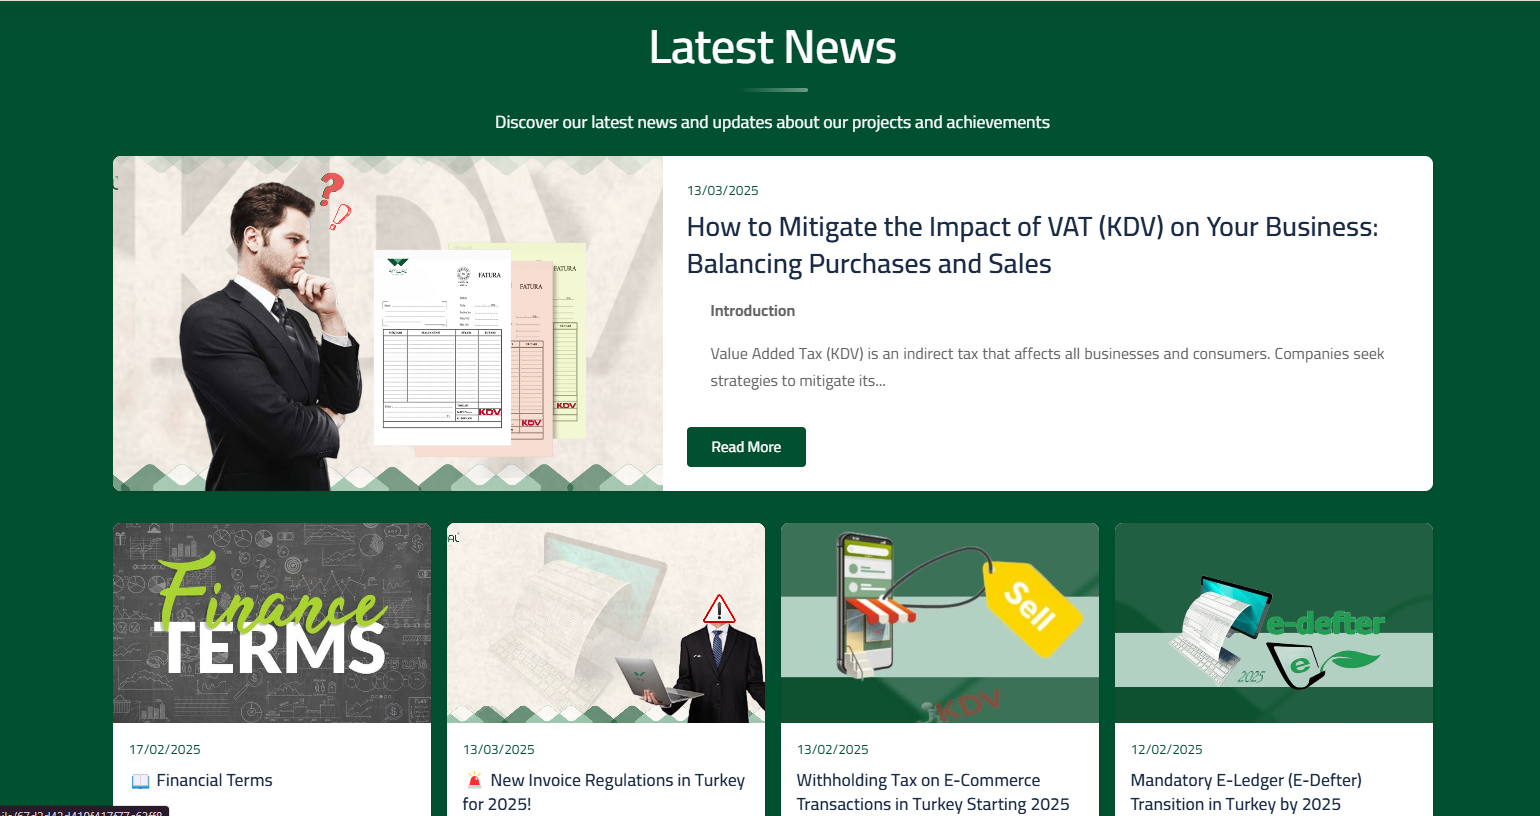 Latest News
Discover our latest news and updates about our projects and achievements
KDV
FATURA
FATURA
FATURA
KDV
KDV
KDV
13/03/2025
How to Mitigate the Impact of VAT (KDV) on Your Business:
Balancing Purchases and Sales
Introduction
Value Added Tax (KDV) is an indirect tax that affects all businesses and consumers. Companies seek
strategies to mitigate its...
Read More
Finance
TERMS
17/02/2025
📖 Financial Terms
AL
13/03/2025
🚨 New Invoice Regulations in Turkey
for 2025!
Sell
KDV
13/02/2025
Withholding Tax on E-Commerce
Transactions in Turkey Starting 2025
e-defter
e
2025
12/02/2025
Mandatory E-Ledger (E-Defter)
Transition in Turkey by 2025